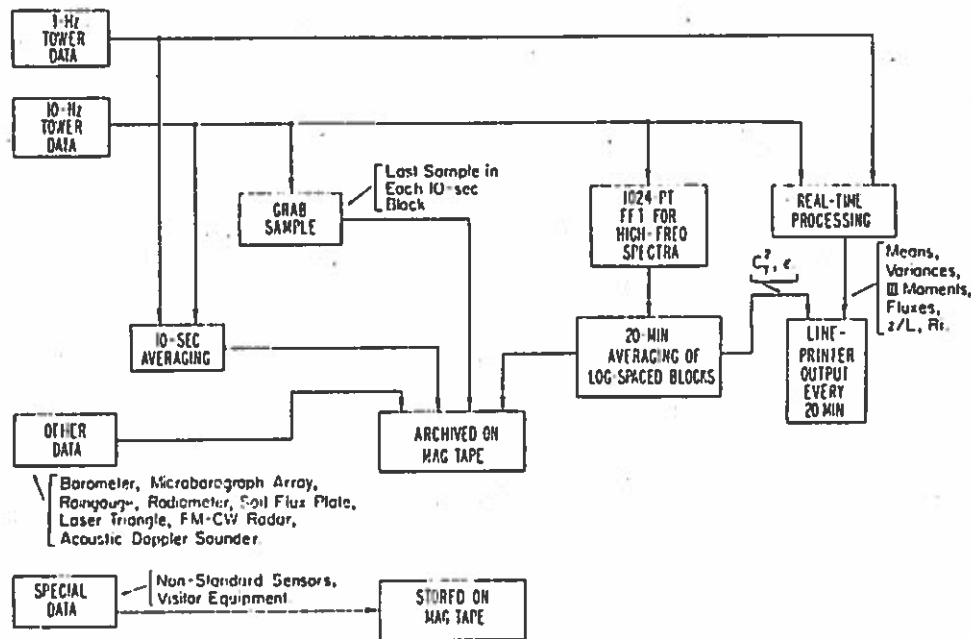 1-Hz
TOWER
DATA
10-Hz
TOWER
DATA
GRAB
SAMPLE
Last Sample in
Each 10-sec
Block
1024-PT
FFT FOR
HIGH-FREQ
SPECTRA
REAL-TIME
PROCESSING
Means,
Variances,
III Moments,
Fluxes,
z/L, Ri.
10-SEC
AVERAGING
20-MIN
AVERAGING OF
LOG-SPACED BLOCKS
LINE-
PRINTER
OUTPUT
EVERY
20 MIN
OTHER
DATA
ARCHIVED ON
MAG TAPE
Barometer, Microbarograph Array,
Raingauge, Radiometer, Soil Flux Plate,
Laser Triangle, FM-CW Radar,
Acoustic Doppler Sounder
SPECIAL
DATA
Non-Standard Sensors,
Visitor Equipment
STORED ON
MAG TAPE